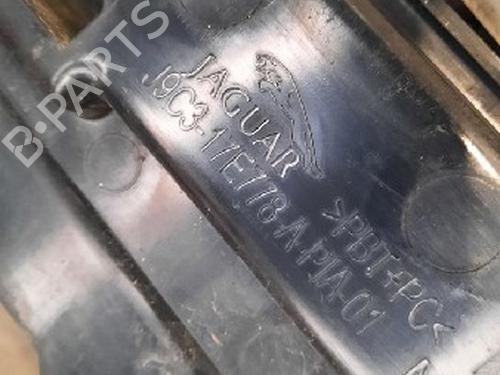 JAGUAR
J9C3-17E778-A-PIA-01
>PBT+PC<
B-PARTS